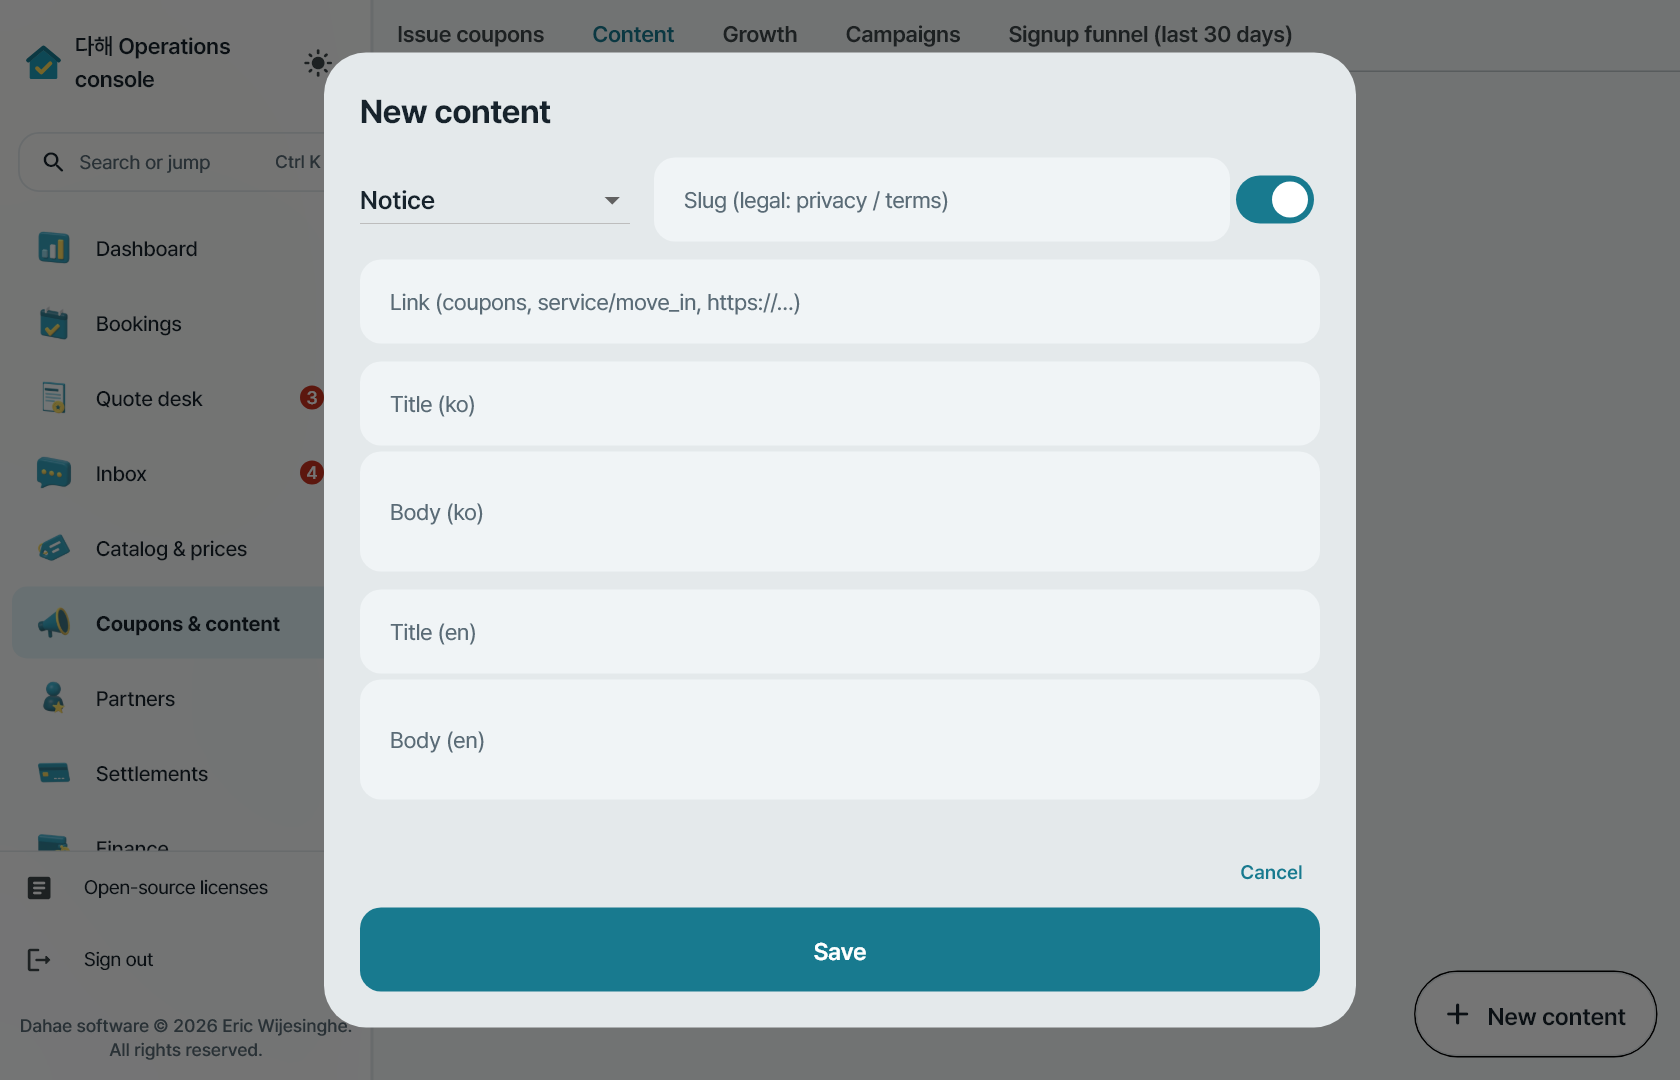 다해 Operations
console
Search or jump
Ctrl K
Dashboard
Bookings
Quote desk
3
Inbox
4
Catalog & prices
Coupons & content
Partners
Settlements
Finance
Open-source licenses
Sign out
Dahae software © 2026 Eric Wijesinghe.
All rights reserved.
Issue coupons
Content
Growth
Campaigns
Signup funnel (last 30 days)
New content
Notice
Slug (legal: privacy / terms)
Link (coupons, service/move_in, https://...)
Title (ko)
Body (ko)
Title (en)
Body (en)
Cancel
Save
New content